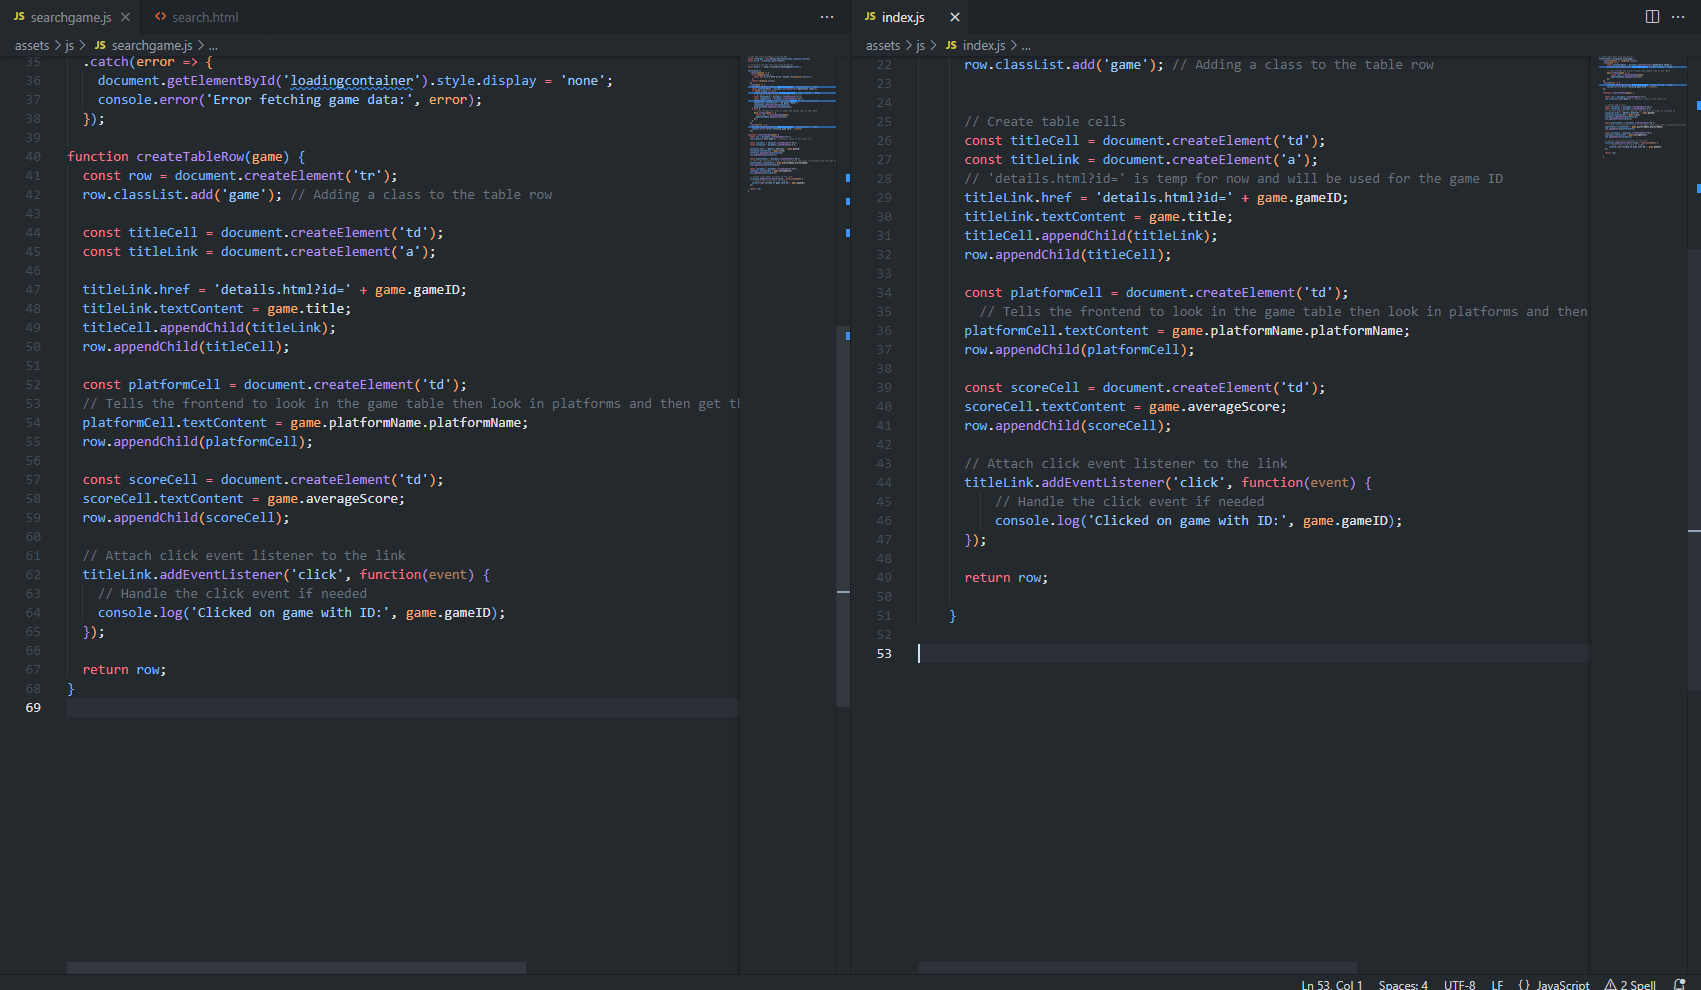 JS searchgame.js
search.html
assets > js > JS searchgame.js > ...
35 .catch(error => {
36 document.getElementById('loadingcontainer').style.display = 'none';
37 console.error('Error fetching game data:', error);
38 });
39
40 function createTableRow(game) {
41 const row = document.createElement('tr');
42 row.classList.add('game'); // Adding a class to the table row
43
44 const titleCell = document.createElement('td');
45 const titleLink = document.createElement('a');
46
47 titleLink.href = 'details.html?id=' + game.gameID;
48 titleLink.textContent = game.title;
49 titleCell.appendChild(titleLink);
50 row.appendChild(titleCell);
51
52 const platformCell = document.createElement('td');
53 // Tells the frontend to look in the game table then look in platforms and then get th
54 platformCell.textContent = game.platformName.platformName;
55 row.appendChild(platformCell);
56
57 const scoreCell = document.createElement('td');
58 scoreCell.textContent = game.averageScore;
59 row.appendChild(scoreCell);
60
61 // Attach click event listener to the link
62 titleLink.addEventListener('click', function(event) {
63 // Handle the click event if needed
64 console.log('Clicked on game with ID:', game.gameID);
65 });
66
67 return row;
68 }
69
JS index.js
assets > js > JS index.js > ...
22 row.classList.add('game'); // Adding a class to the table row
23
24
25 // Create table cells
26 const titleCell = document.createElement('td');
27 const titleLink = document.createElement('a');
28 // 'details.html?id=' is temp for now and will be used for the game ID
29 titleLink.href = 'details.html?id=' + game.gameID;
30 titleLink.textContent = game.title;
31 titleCell.appendChild(titleLink);
32 row.appendChild(titleCell);
33
34 const platformCell = document.createElement('td');
35 // Tells the frontend to look in the game table then look in platforms and then
36 platformCell.textContent = game.platformName.platformName;
37 row.appendChild(platformCell);
38
39 const scoreCell = document.createElement('td');
40 scoreCell.textContent = game.averageScore;
41 row.appendChild(scoreCell);
42
43 // Attach click event listener to the link
44 titleLink.addEventListener('click', function(event) {
45 // Handle the click event if needed
46 console.log('Clicked on game with ID:', game.gameID);
47 });
48
49 return row;
50
51 }
52
53
Ln 53, Col 1 Spaces: 4 UTF-8 LF {} JavaScript 2 Spell